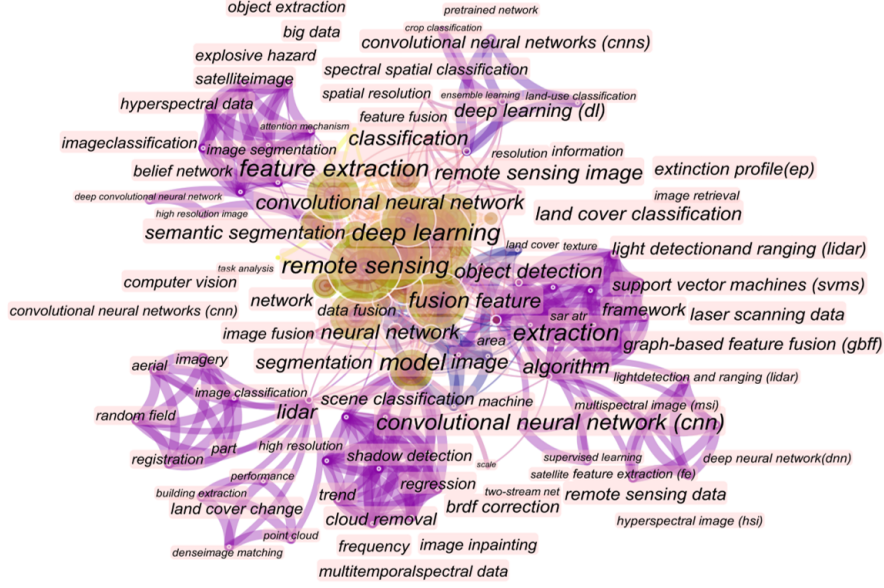 object extraction
pretrained network
big data
crop classification
convolutional neural networks (cnns)
explosive hazard
spectral spatial classification
satelliteimage
spatial resolution
ensemble learning
land-use classification
hyperspectral data
feature fusion
deep learning (dl)
attention mechanism
classification
imageclassification
image segmentation
resolution
information
belief network
feature extraction
remote sensing image
extinction profile(ep)
deep convolutional neural network
convolutional neural network
image retrieval
high resolution image
land cover classification
semantic segmentation
deep learning
land cover
texture
light detectionand ranging (lidar)
task analysis
remote sensing
object detection
computer vision
support vector machines (svms)
network
data fusion
fusion
feature
convolutional neural networks (cnn)
sar atr
framework
laser scanning data
image fusion
neural network
area
extraction
graph-based feature fusion (gbff)
aerial
imagery
segmentation
model
image
algorithm
lightdetection and ranging (lidar)
image classification
scene classification
machine
random field
lidar
multispectral image (msi)
convolutional neural network (cnn)
part
high resolution
registration
shadow detection
scale
supervised learning
deep neural network(dnn)
performance
satellite
feature extraction (fe)
building extraction
trend
regression
two-stream net
remote sensing data
land cover change
brdf correction
cloud removal
hyperspectral image (hsi)
point cloud
denseimage matching
frequency
image inpainting
multitemporalspectral data